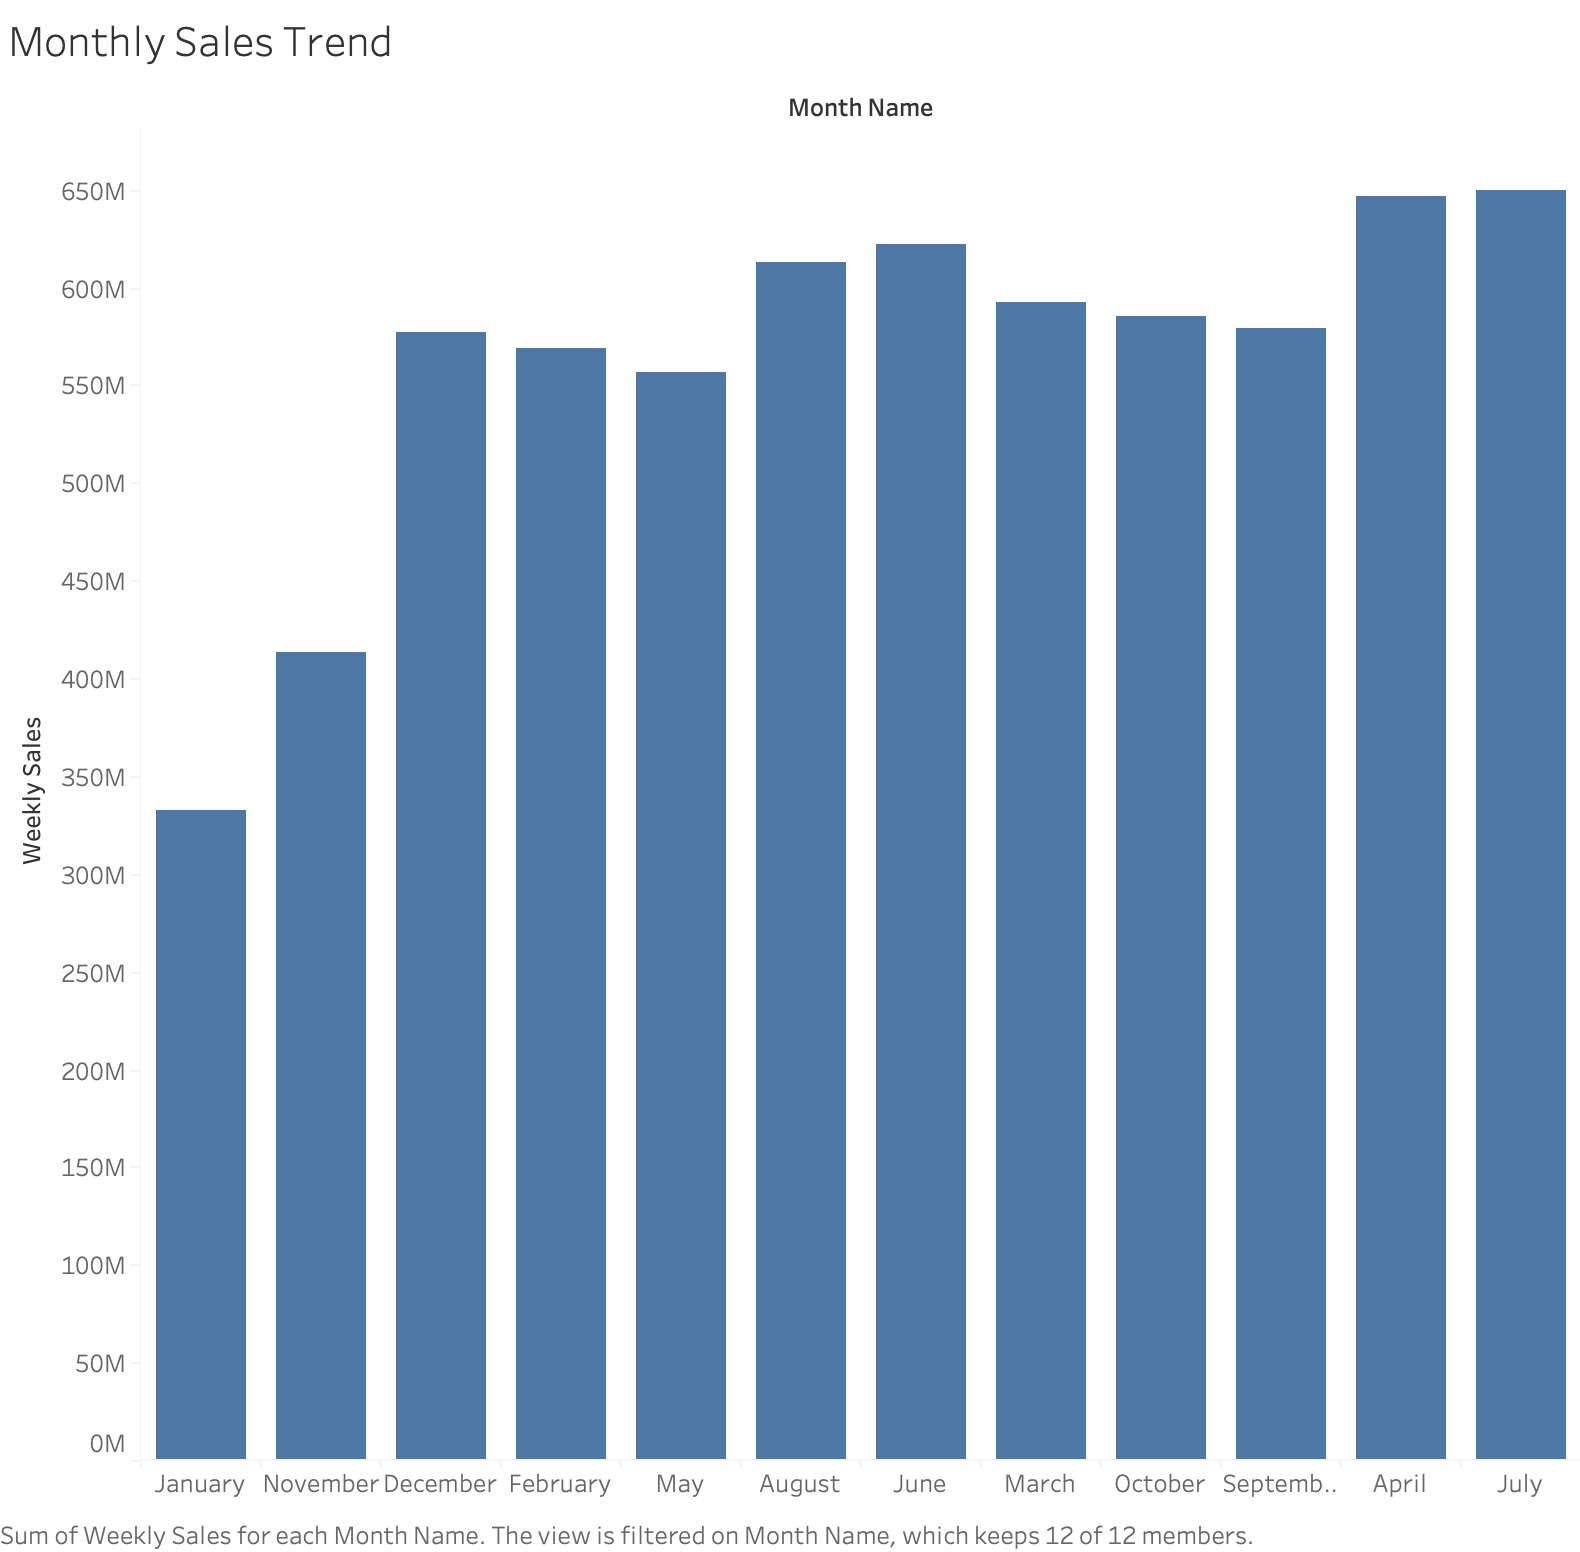 Monthly Sales Trend
Month Name
650M
600M
550M
500M
450M
400M
350M
300M
250M
200M
150M
100M
50M
0M
Weekly Sales
January November December February May August June March October Septemb.. April July
Sum of Weekly Sales for each Month Name. The view is filtered on Month Name, which keeps 12 of 12 members.